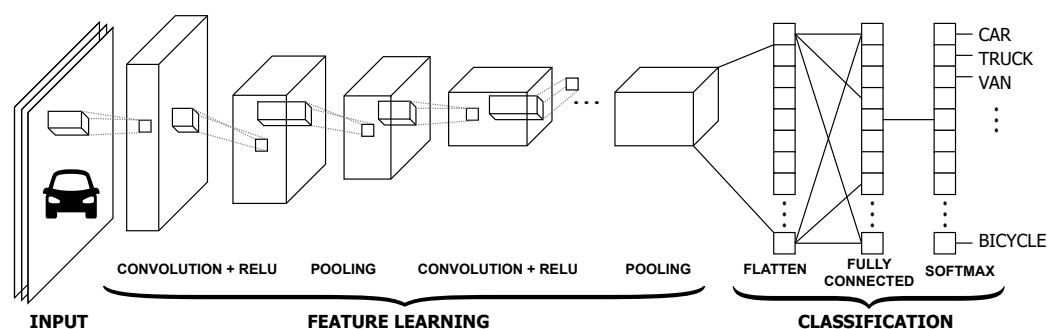 CAR
TRUCK
VAN
BICYCLE
CONVOLUTION + RELU
POOLING
CONVOLUTION + RELU
POOLING
FLATTEN
FULLY
CONNECTED
SOFTMAX
INPUT
FEATURE LEARNING
CLASSIFICATION